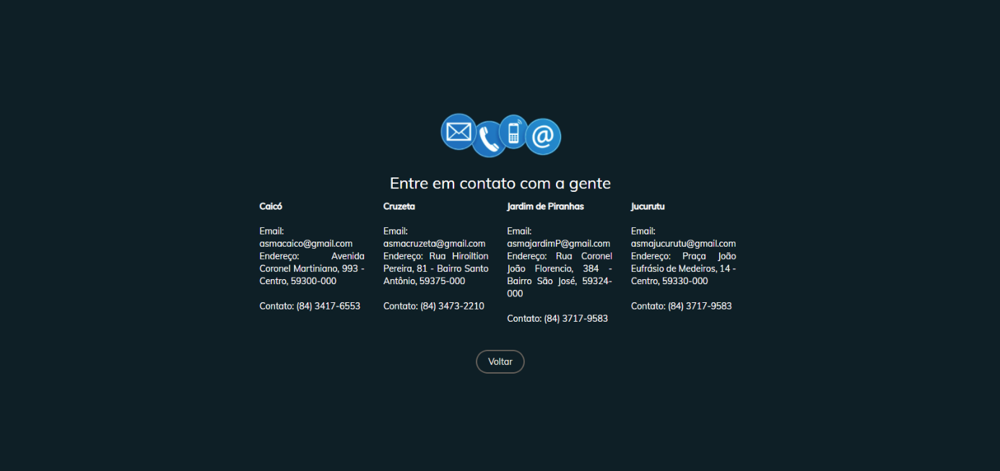 @
Entre em contato com a gente
Caicó
Email:
asmacaico@gmail.com
Endereço: Avenida
Coronel Martiniano, 993 -
Centro, 59300-000
Contato: (84) 3417-6553
Cruzeta
Email:
asmacruzeta@gmail.com
Endereço: Rua Hiroiltion
Pereira, 81 - Bairro Santo
Antônio, 59375-000
Contato: (84) 3473-2210
Jardim de Piranhas
Email:
asmajardimP@gmail.com
Endereço: Rua Coronel
João Florencio, 384 -
Bairro São José, 59324-
000
Contato: (84) 3717-9583
Jucurutu
Email:
asmajucurutu@gmail.com
Endereço: Praça João
Eufrásio de Medeiros, 14 -
Centro, 59330-000
Contato: (84) 3717-9583
Voltar